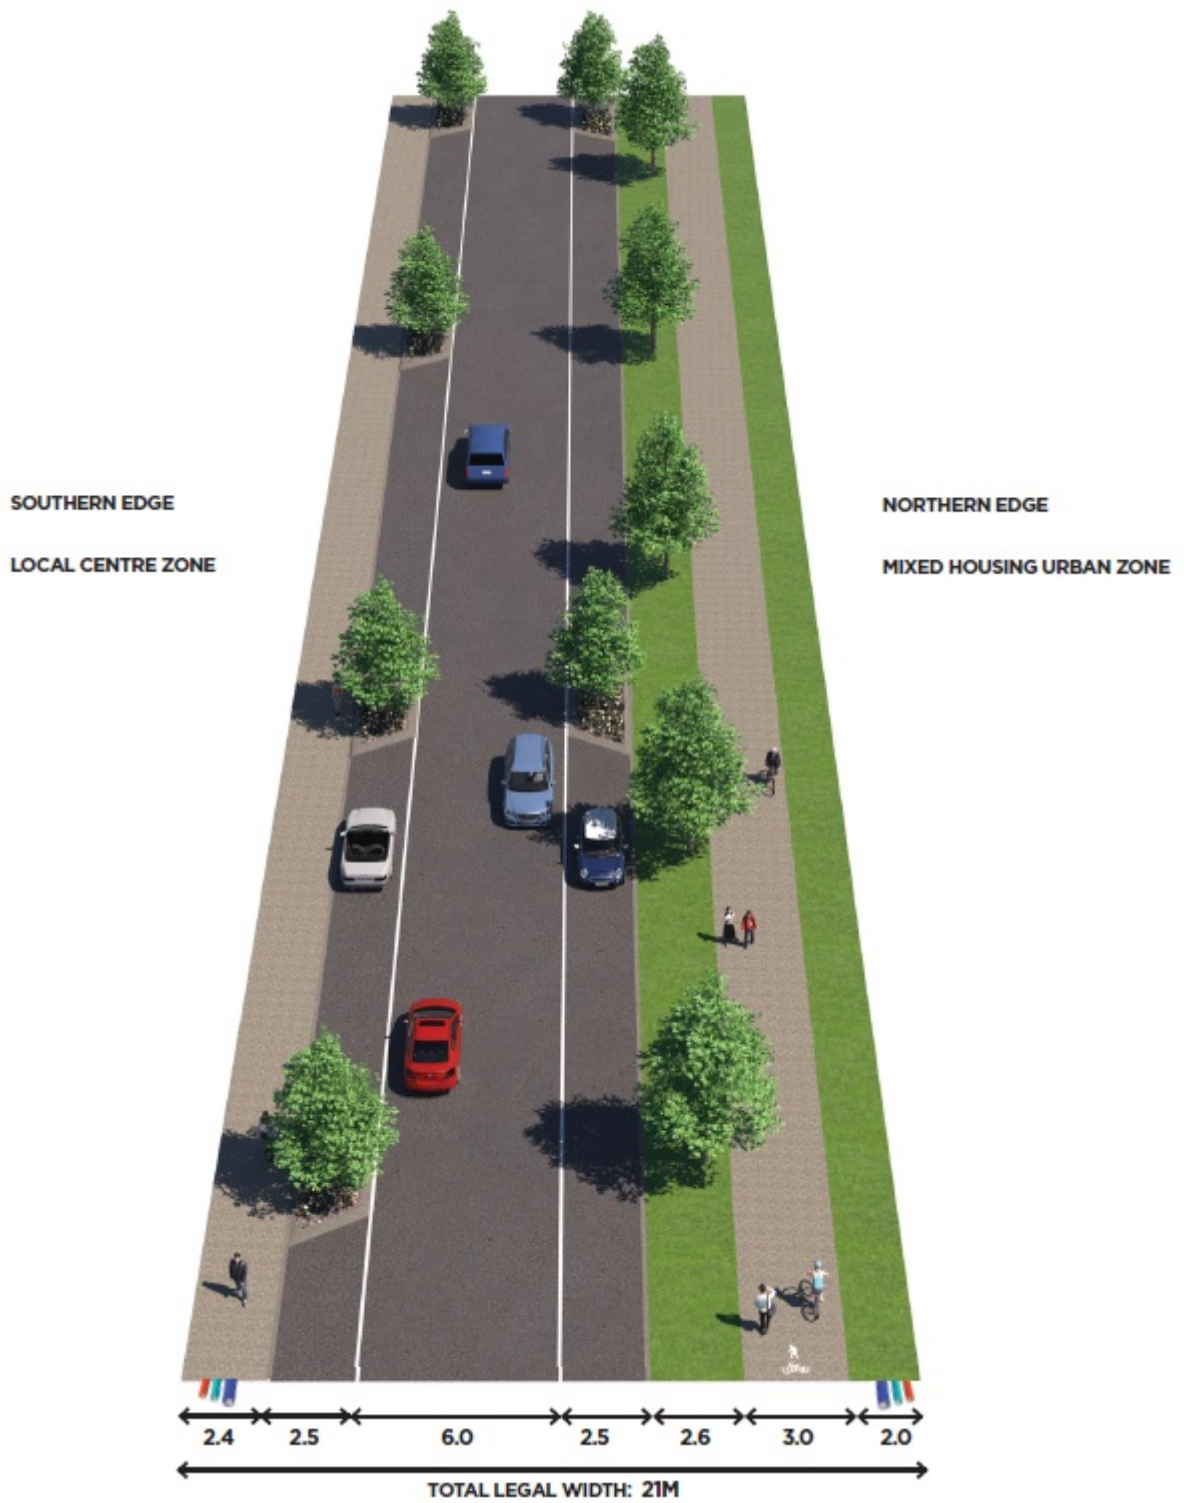 SOUTHERN EDGE
LOCAL CENTRE ZONE
NORTHERN EDGE
MIXED HOUSING URBAN ZONE
2.4 2.5 6.0 2.5 2.6 3.0 2.0
TOTAL LEGAL WIDTH: 21M